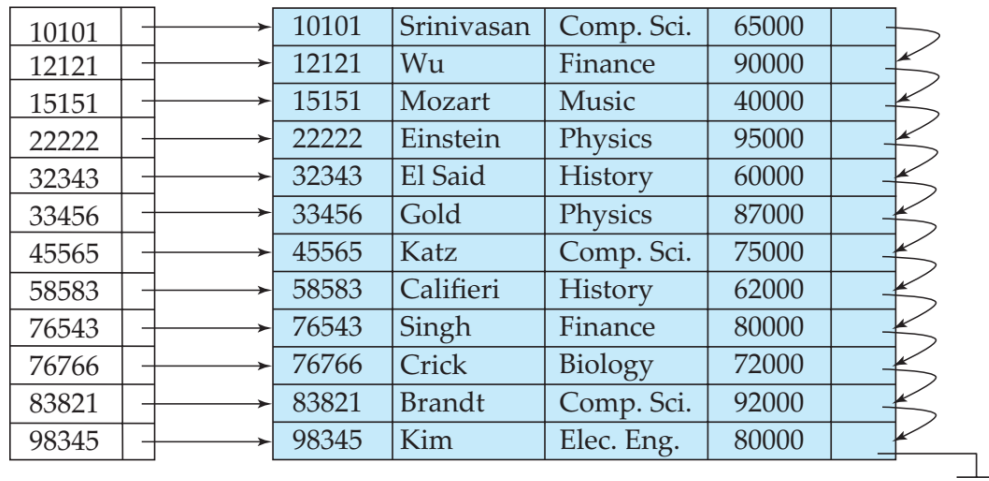 10101 10101 Srinivasan Comp. Sci. 65000
12121 12121 Wu Finance 90000
15151 15151 Mozart Music 40000
22222 22222 Einstein Physics 95000
32343 32343 El Said History 60000
33456 33456 Gold Physics 87000
45565 45565 Katz Comp. Sci. 75000
58583 58583 Califieri History 62000
76543 76543 Singh Finance 80000
76766 76766 Crick Biology 72000
83821 83821 Brandt Comp. Sci. 92000
98345 98345 Kim Elec. Eng. 80000